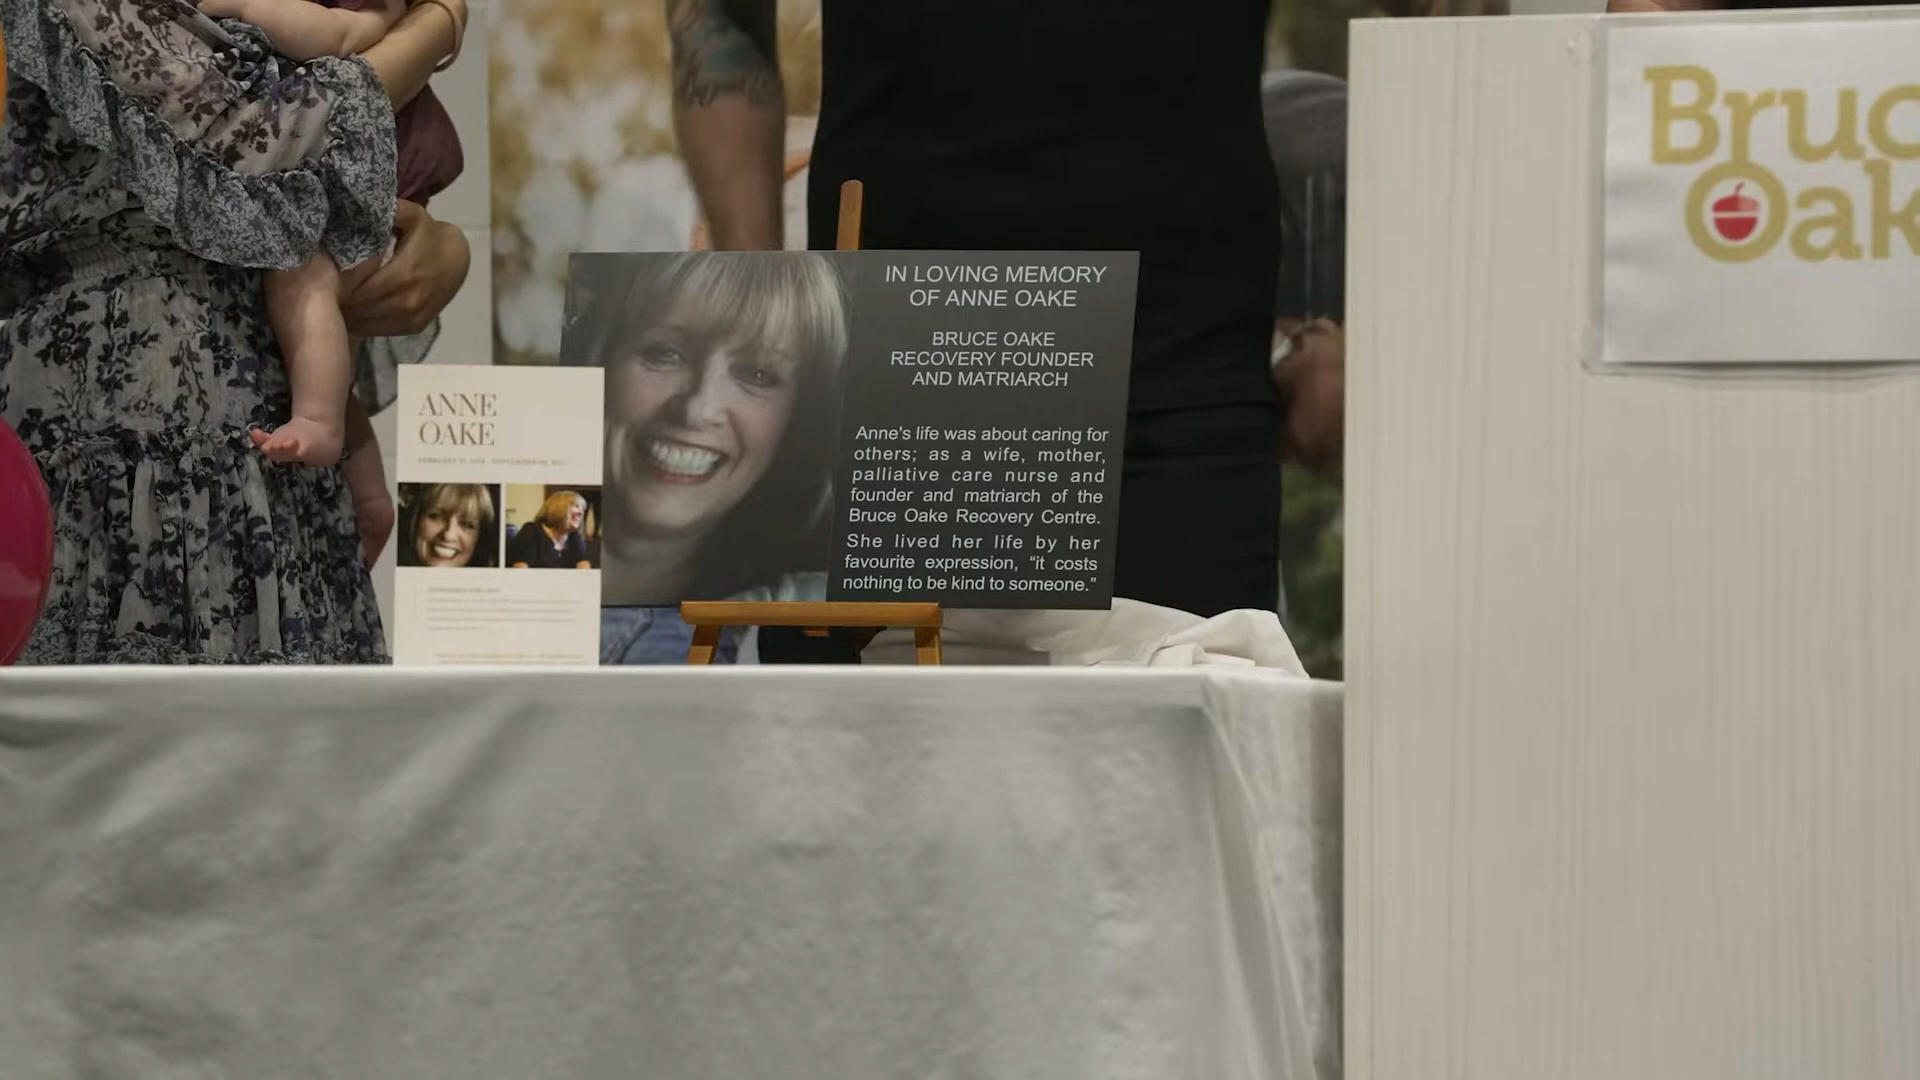 ANNE
OAKE
IN LOVING MEMORY
OF ANNE OAKE
BRUCE OAKE
RECOVERY FOUNDER
AND MATRIARCH
Anne's life was about caring for
others; as a wife, mother,
palliative care nurse and
founder and matriarch of the
Bruce Oake Recovery Centre.
She lived her life by her
favourite expression, “it costs
nothing to be kind to someone.”
Bruc
Oak